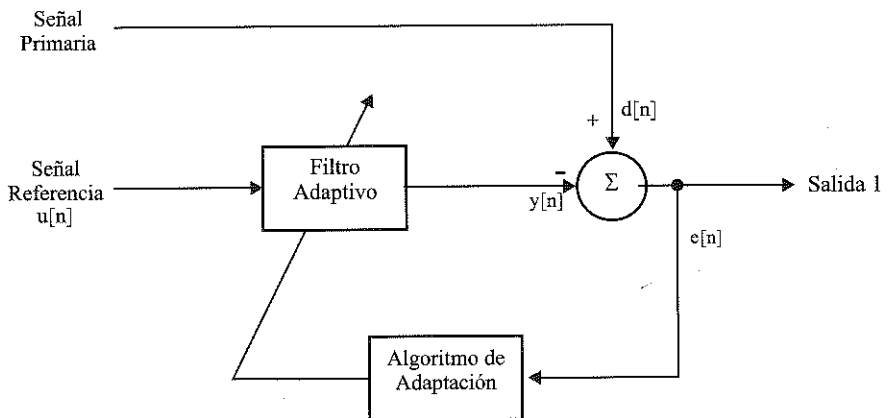 Señal
Primaria
d[n]
+
Señal
Referencia
u[n]
Filtro
Adaptivo
-
y[n]
Σ
Salida 1
e[n]
Algoritmo de
Adaptación